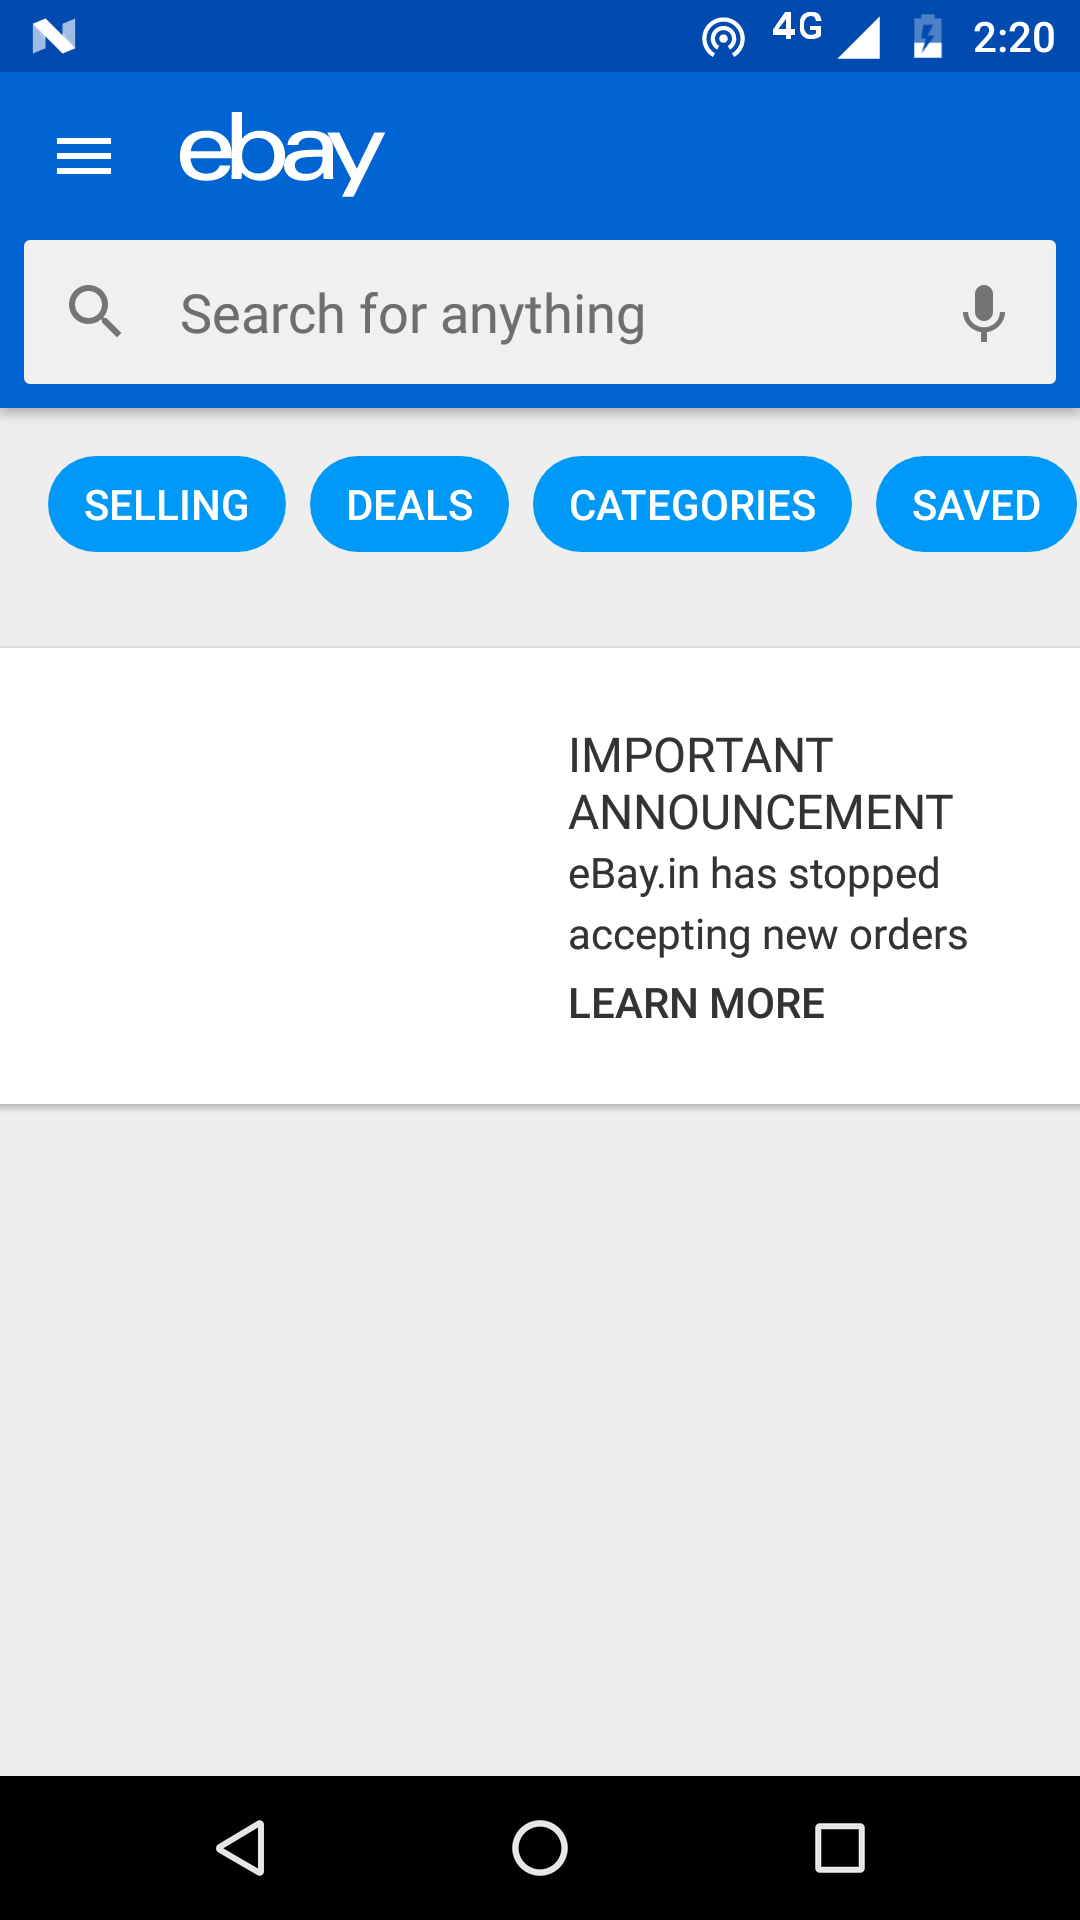 4G 2:20
ebay
Search for anything
SELLING DEALS CATEGORIES SAVED
IMPORTANT
ANNOUNCEMENT
eBay.in has stopped
accepting new orders
LEARN MORE